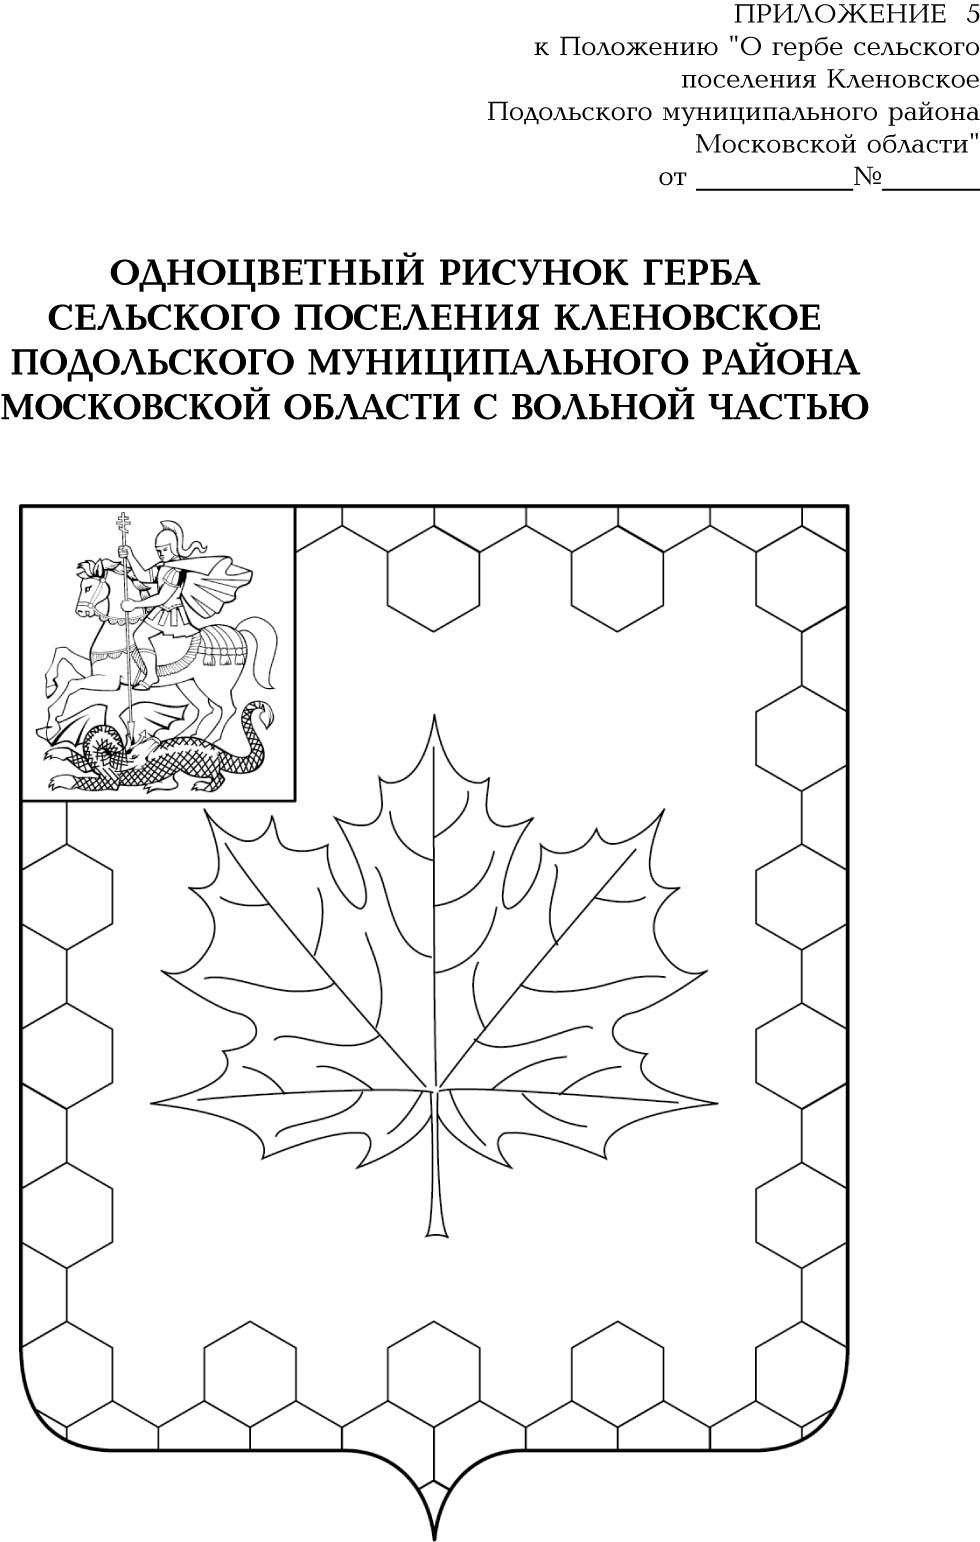 ПРИЛОЖЕНИЕ 5
к Положению "О гербе сельского
поселения Кленовское
Подольского муниципального района
Московской области"
от ___________№_______
ОДНОЦВЕТНЫЙ РИСУНОК ГЕРБА
СЕЛЬСКОГО ПОСЕЛЕНИЯ КЛЕНОВСКОЕ
ПОДОЛЬСКОГО МУНИЦИПАЛЬНОГО РАЙОНА
МОСКОВСКОЙ ОБЛАСТИ С ВОЛЬНОЙ ЧАСТЬЮ